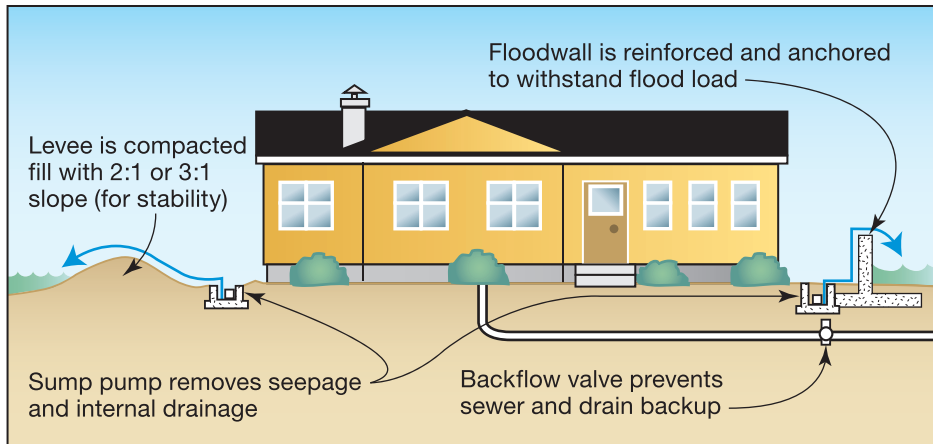 Floodwall is reinforced and anchored
to withstand flood load
Levee is compacted
fill with 2:1 or 3:1
slope (for stability)
Sump pump removes seepage
and internal drainage
Backflow valve prevents
sewer and drain backup